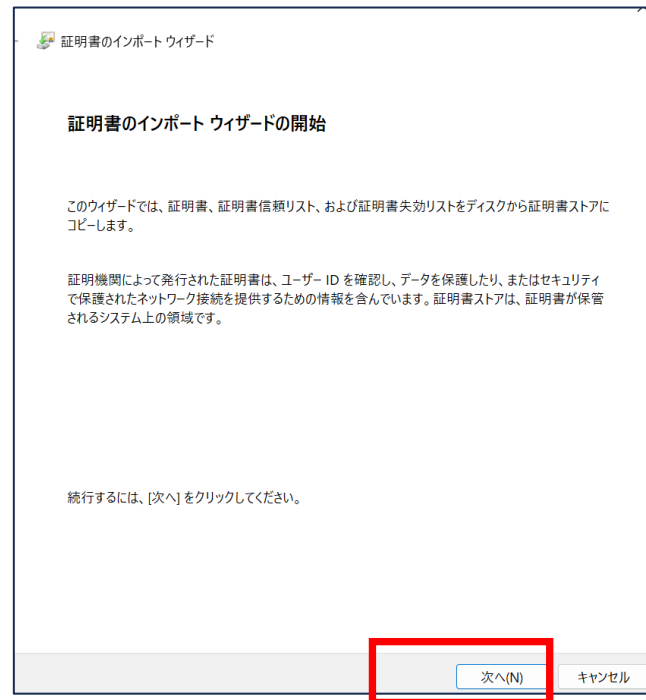 証明書のインポート ウィザード
証明書のインポート ウィザードの開始
このウィザードでは、証明書、証明書信頼リスト、および証明書失効リストをディスクから証明書ストアに
コピーします。
証明機関によって発行された証明書は、ユーザー ID を確認し、データを保護したり、またはセキュリティ
で保護されたネットワーク接続を提供するための情報を含んでいます。証明書ストアは、証明書が保管
されるシステム上の領域です。
続行するには、[次へ] をクリックしてください。
次へ(N)
キャンセル